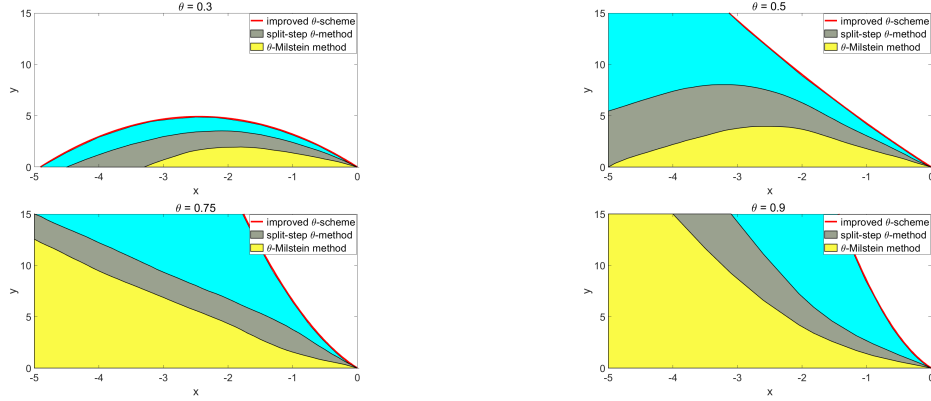 θ = 0.3
15
10
5
0
y
improved θ-scheme
split-step θ-method
θ-Milstein method
-5 -4 -3 -2 -1 0
x
θ = 0.5
15
10
5
0
y
improved θ-scheme
split-step θ-method
θ-Milstein method
-5 -4 -3 -2 -1 0
x
θ = 0.75
15
10
5
0
y
improved θ-scheme
split-step θ-method
θ-Milstein method
-5 -4 -3 -2 -1 0
x
θ = 0.9
15
10
5
0
y
improved θ-scheme
split-step θ-method
θ-Milstein method
-5 -4 -3 -2 -1 0
x